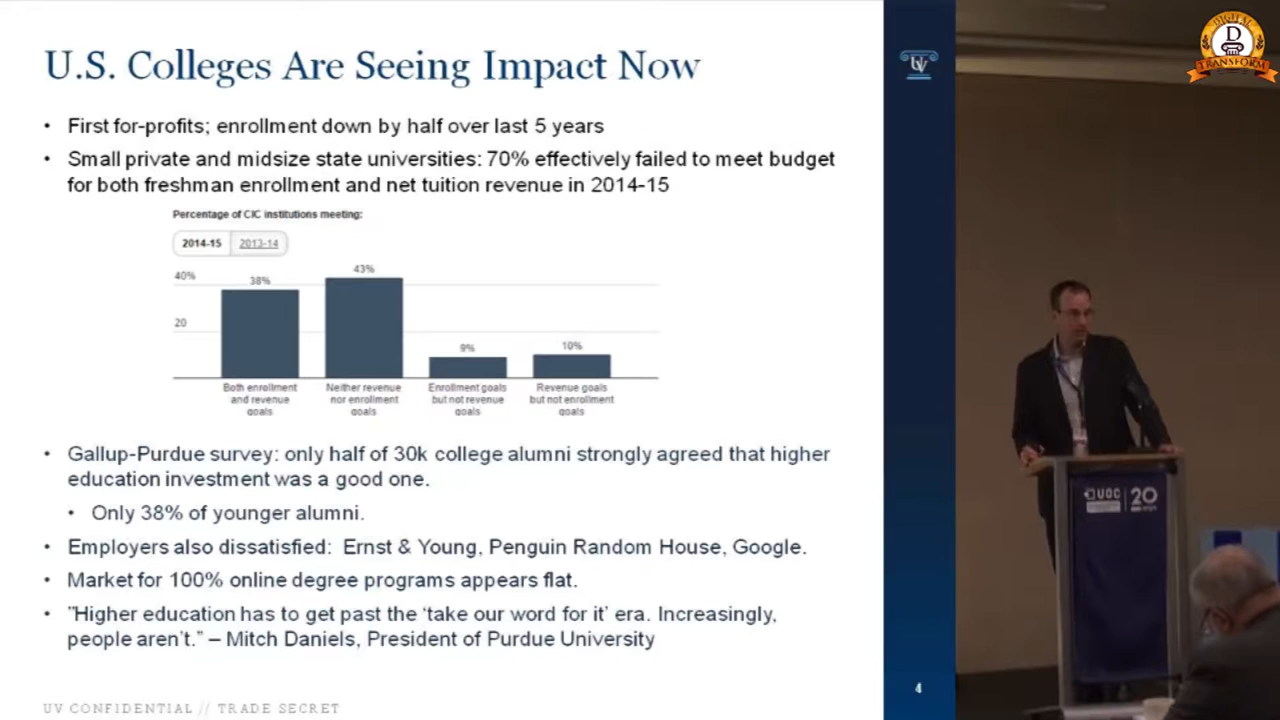 U.S. Colleges Are Seeing Impact Now
• First for-profits; enrollment down by half over last 5 years
• Small private and midsize state universities: 70% effectively failed to meet budget
for both freshman enrollment and net tuition revenue in 2014-15
Percentage of CIC institutions meeting:
2014-15 2013-14
40%
20
38%
43%
9%
10%
Both enrollment
and revenue
goals
Neither revenue
nor enrollment
goals
Enrollment goals
but not revenue
goals
Revenue goals
but not enrollment
goals
• Gallup-Purdue survey: only half of 30k college alumni strongly agreed that higher
education investment was a good one.
• Only 38% of younger alumni.
• Employers also dissatisfied: Ernst & Young, Penguin Random House, Google.
• Market for 100% online degree programs appears flat.
• "Higher education has to get past the ‘take our word for it’ era. Increasingly,
people aren’t.” – Mitch Daniels, President of Purdue University
UV CONFIDENTIAL // TRADE SECRET
UV
4
DIGITAL
D
TRANSFORM
UOC
20